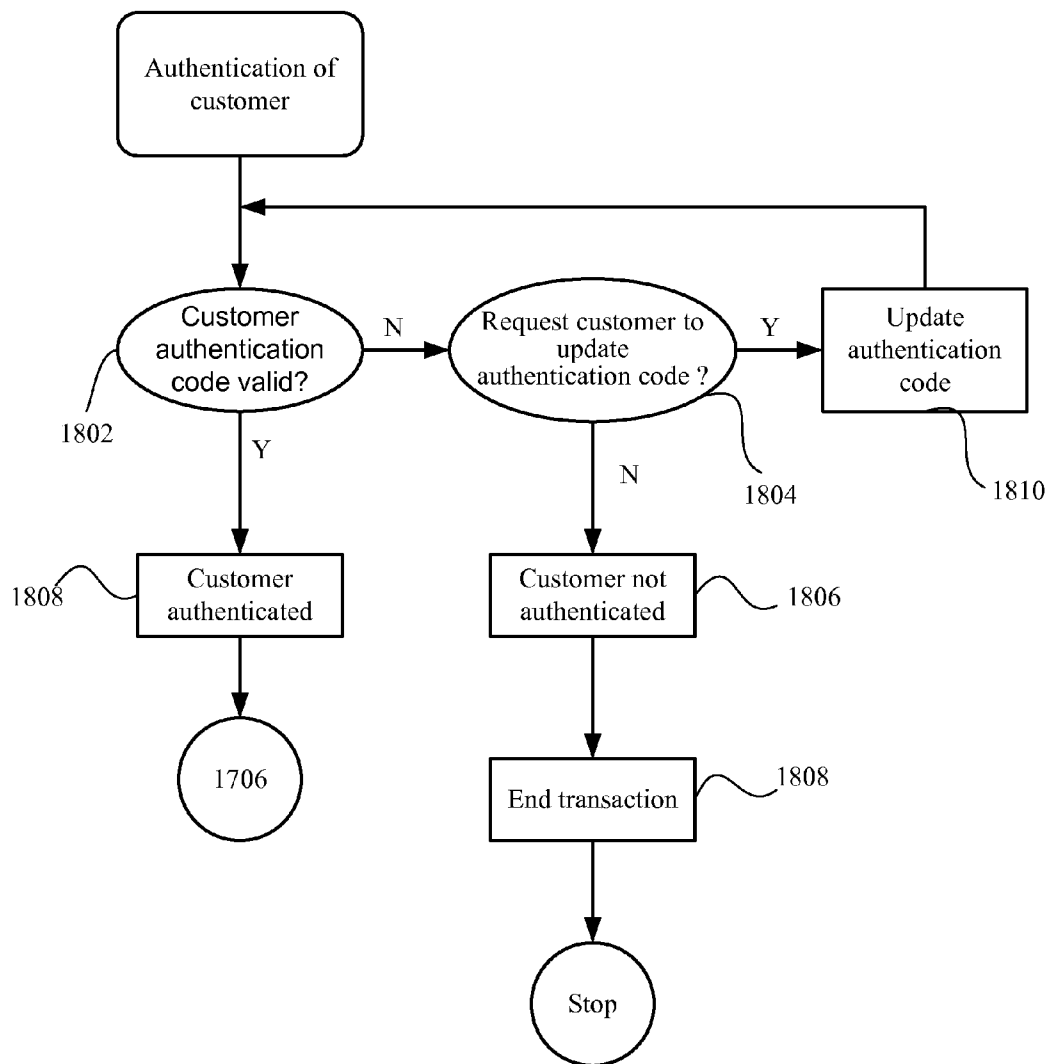 Authentication of
customer
Customer
authentication
code valid?
N
Request customer to
update
authentication code ?
Y
Update
authentication
code
1802
Y
N
1804
1810
1808
Customer
authenticated
Customer not
authenticated
1806
1706
End transaction
1808
Stop